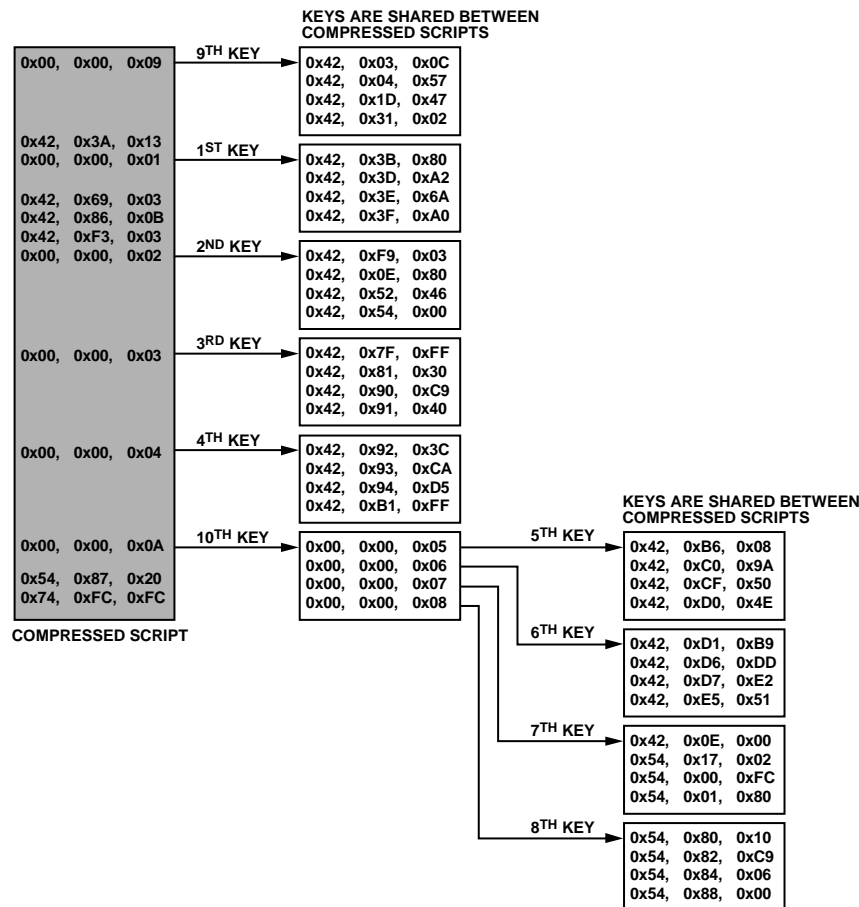 KEYS ARE SHARED BETWEEN
COMPRESSED SCRIPTS
0x00, 0x00, 0x09
0x42, 0x3A, 0x13
0x00, 0x00, 0x01
0x42, 0x69, 0x03
0x42, 0x86, 0x0B
0x42, 0xF3, 0x03
0x00, 0x00, 0x02
0x00, 0x00, 0x03
0x00, 0x00, 0x04
0x00, 0x00, 0x0A
0x54, 0x87, 0x20
0x74, 0xFC, 0xFC
COMPRESSED SCRIPT
9TH KEY
0x42, 0x03, 0x0C
0x42, 0x04, 0x57
0x42, 0x1D, 0x47
0x42, 0x31, 0x02
1ST KEY
0x42, 0x3B, 0x80
0x42, 0x3D, 0xA2
0x42, 0x3E, 0x6A
0x42, 0x3F, 0xA0
2ND KEY
0x42, 0xF9, 0x03
0x42, 0x0E, 0x80
0x42, 0x52, 0x46
0x42, 0x54, 0x00
3RD KEY
0x42, 0x7F, 0xFF
0x42, 0x81, 0x30
0x42, 0x90, 0xC9
0x42, 0x91, 0x40
4TH KEY
0x42, 0x92, 0x3C
0x42, 0x93, 0xCA
0x42, 0x94, 0xD5
0x42, 0xB1, 0xFF
10TH KEY
0x00, 0x00, 0x05
0x00, 0x00, 0x06
0x00, 0x00, 0x07
0x00, 0x00, 0x08
KEYS ARE SHARED BETWEEN
COMPRESSED SCRIPTS
5TH KEY
0x42, 0xB6, 0x08
0x42, 0xC0, 0x9A
0x42, 0xCF, 0x50
0x42, 0xD0, 0x4E
6TH KEY
0x42, 0xD1, 0xB9
0x42, 0xD6, 0xDD
0x42, 0xD7, 0xE2
0x42, 0xE5, 0x51
7TH KEY
0x42, 0x0E, 0x00
0x54, 0x17, 0x02
0x54, 0x00, 0xFC
0x54, 0x01, 0x80
8TH KEY
0x54, 0x80, 0x10
0x54, 0x82, 0xC9
0x54, 0x84, 0x06
0x54, 0x88, 0x00